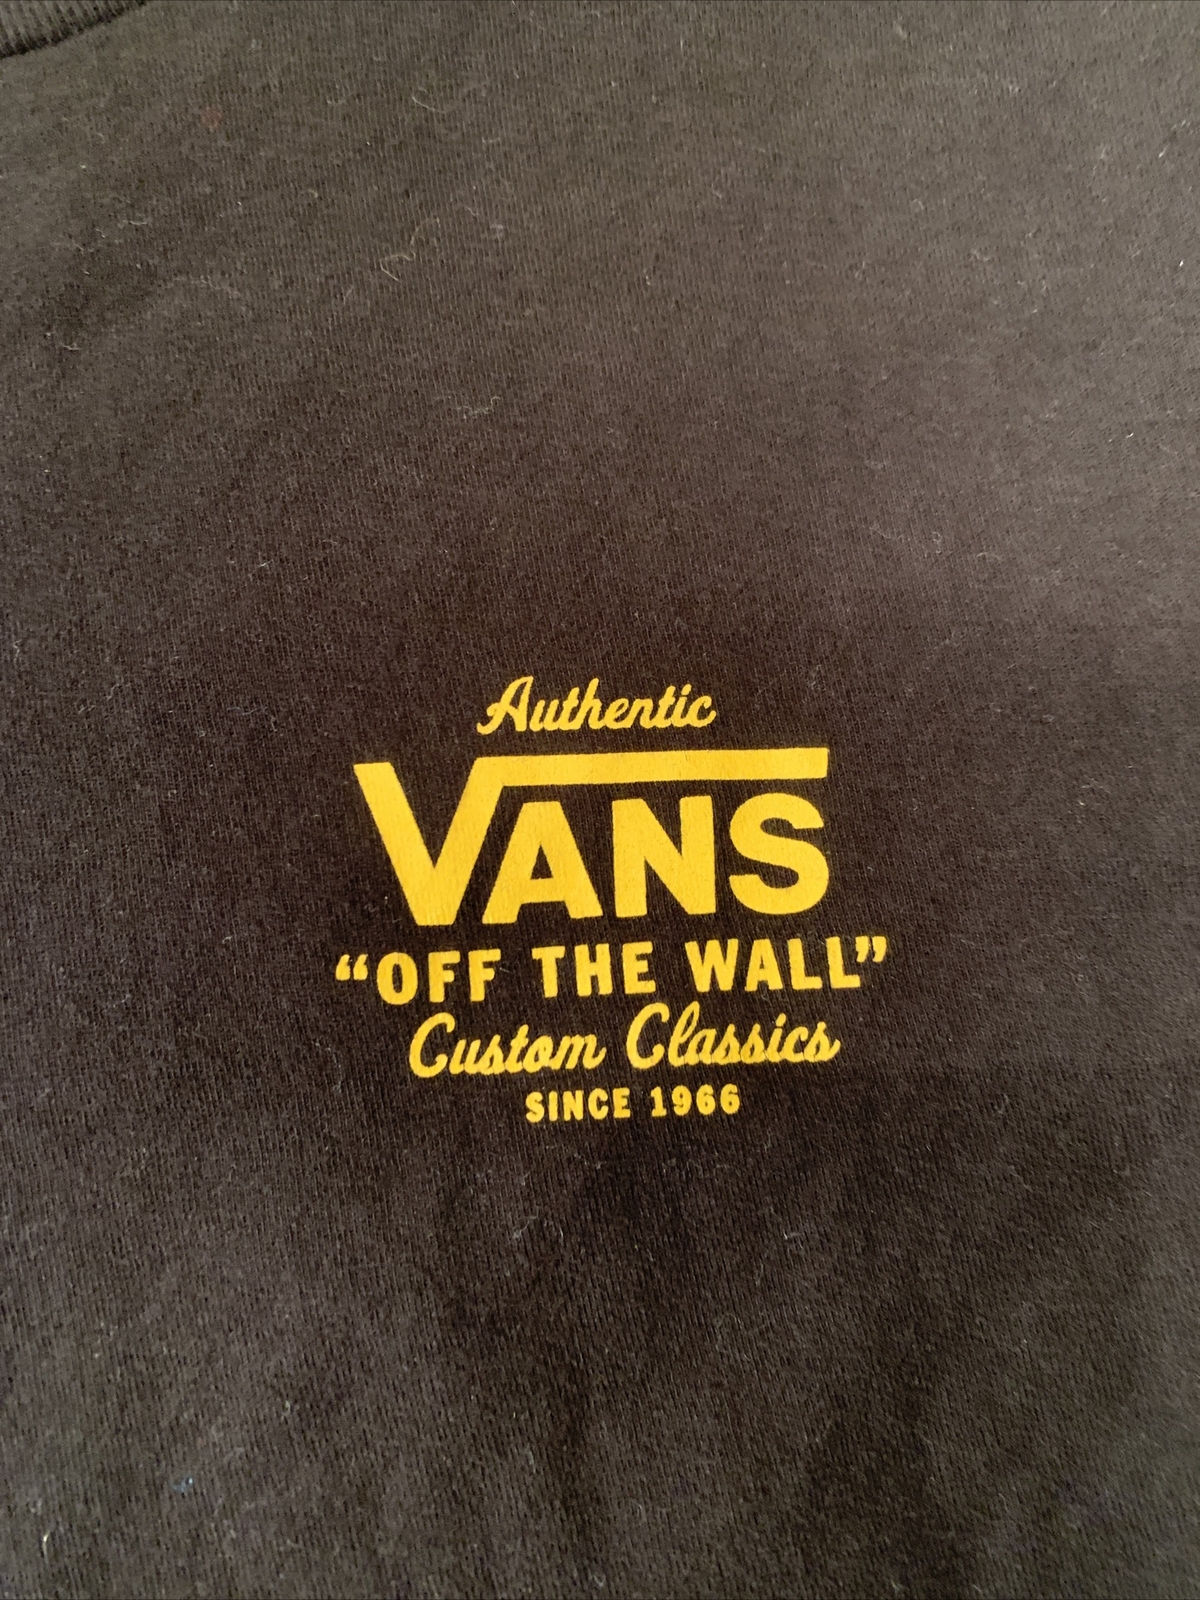 Authentic
VANS
“OFF THE WALL”
Custom Classics
SINCE 1966